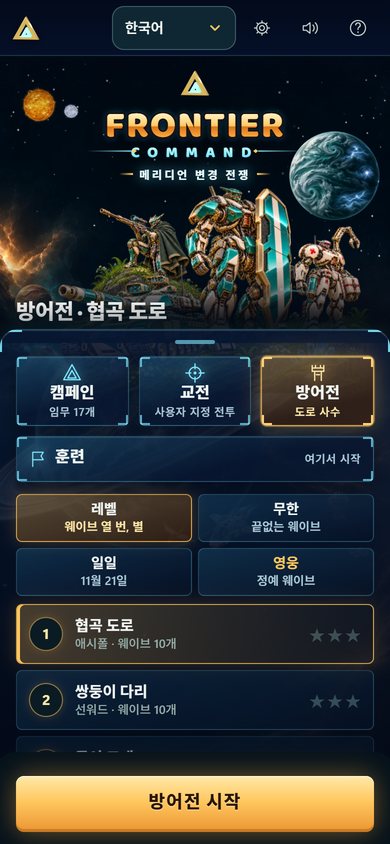 한국어
FRONTIER
COMMAND
메리디언 변경 전쟁
방어전 · 협곡 도로
캠페인
임무 17개
교전
사용자 지정 전투
방어전
도로 사수
훈련
여기서 시작
레벨
웨이브 열 번, 별
무한
끝없는 웨이브
일일
11월 21일
영웅
정예 웨이브
1
협곡 도로
애시폴 · 웨이브 10개
2
쌍둥이 다리
선워드 · 웨이브 10개
방어전 시작